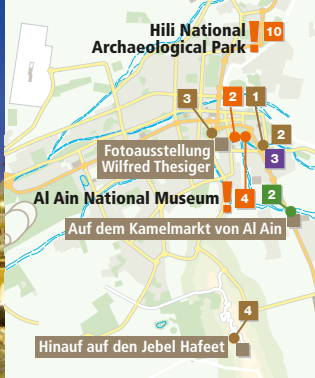 Hili National
Archaeological Park ! 10
3
2
1
2
Fotoausstellung
Wilfred Thesiger
3
Al Ain National Museum ! 4
2
Auf dem Kamelmarkt von Al Ain
4
Hinauf auf den Jebel Hafeet